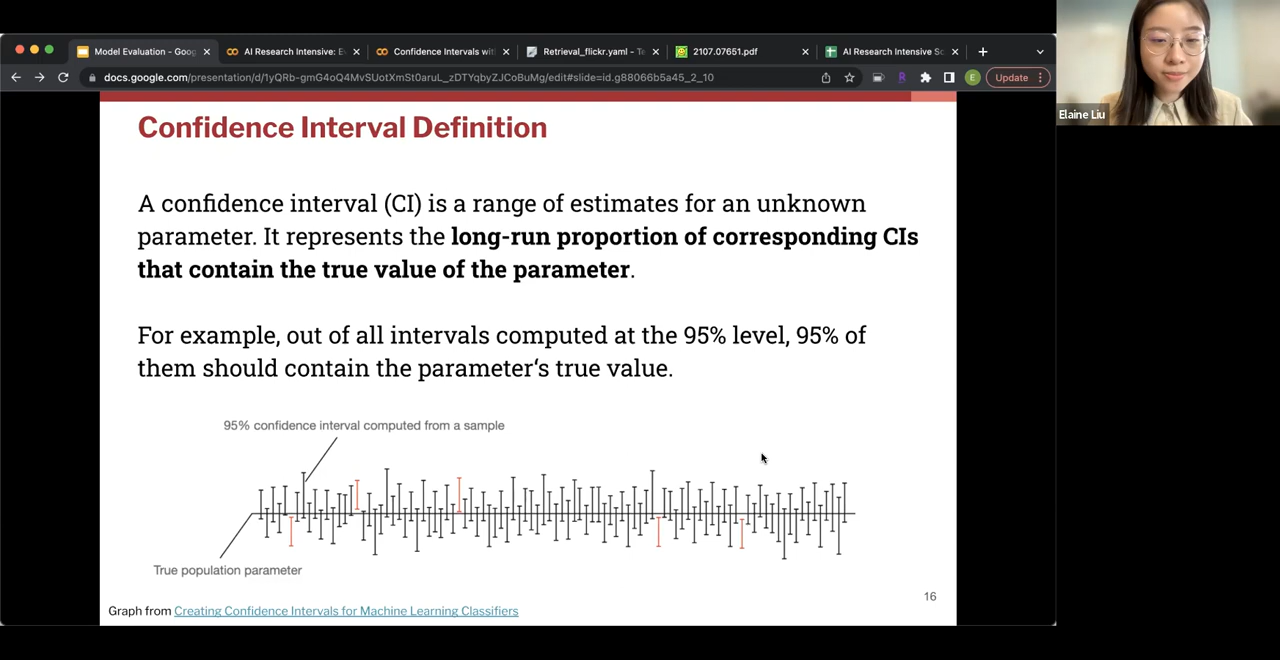 Model Evaluation - Goog
AI Research Intensive: E
Confidence Intervals wit
Retrieval_flickr.yaml - Te
2107.07651.pdf
AI Research Intensive Sc
docs.google.com/presentation/d/1yQRb-gmG4oQ4MvSUotXmSt0aruL_zDTYqbyZJCoBuMg/edit#slide=id.g88066b5a45_2_10
R
E
Update
Elaine Liu
Confidence Interval Definition
A confidence interval (CI) is a range of estimates for an unknown
parameter. It represents the long-run proportion of corresponding CIs
that contain the true value of the parameter.
For example, out of all intervals computed at the 95% level, 95% of
them should contain the parameter‘s true value.
95% confidence interval computed from a sample
True population parameter
16
Graph from Creating Confidence Intervals for Machine Learning Classifiers